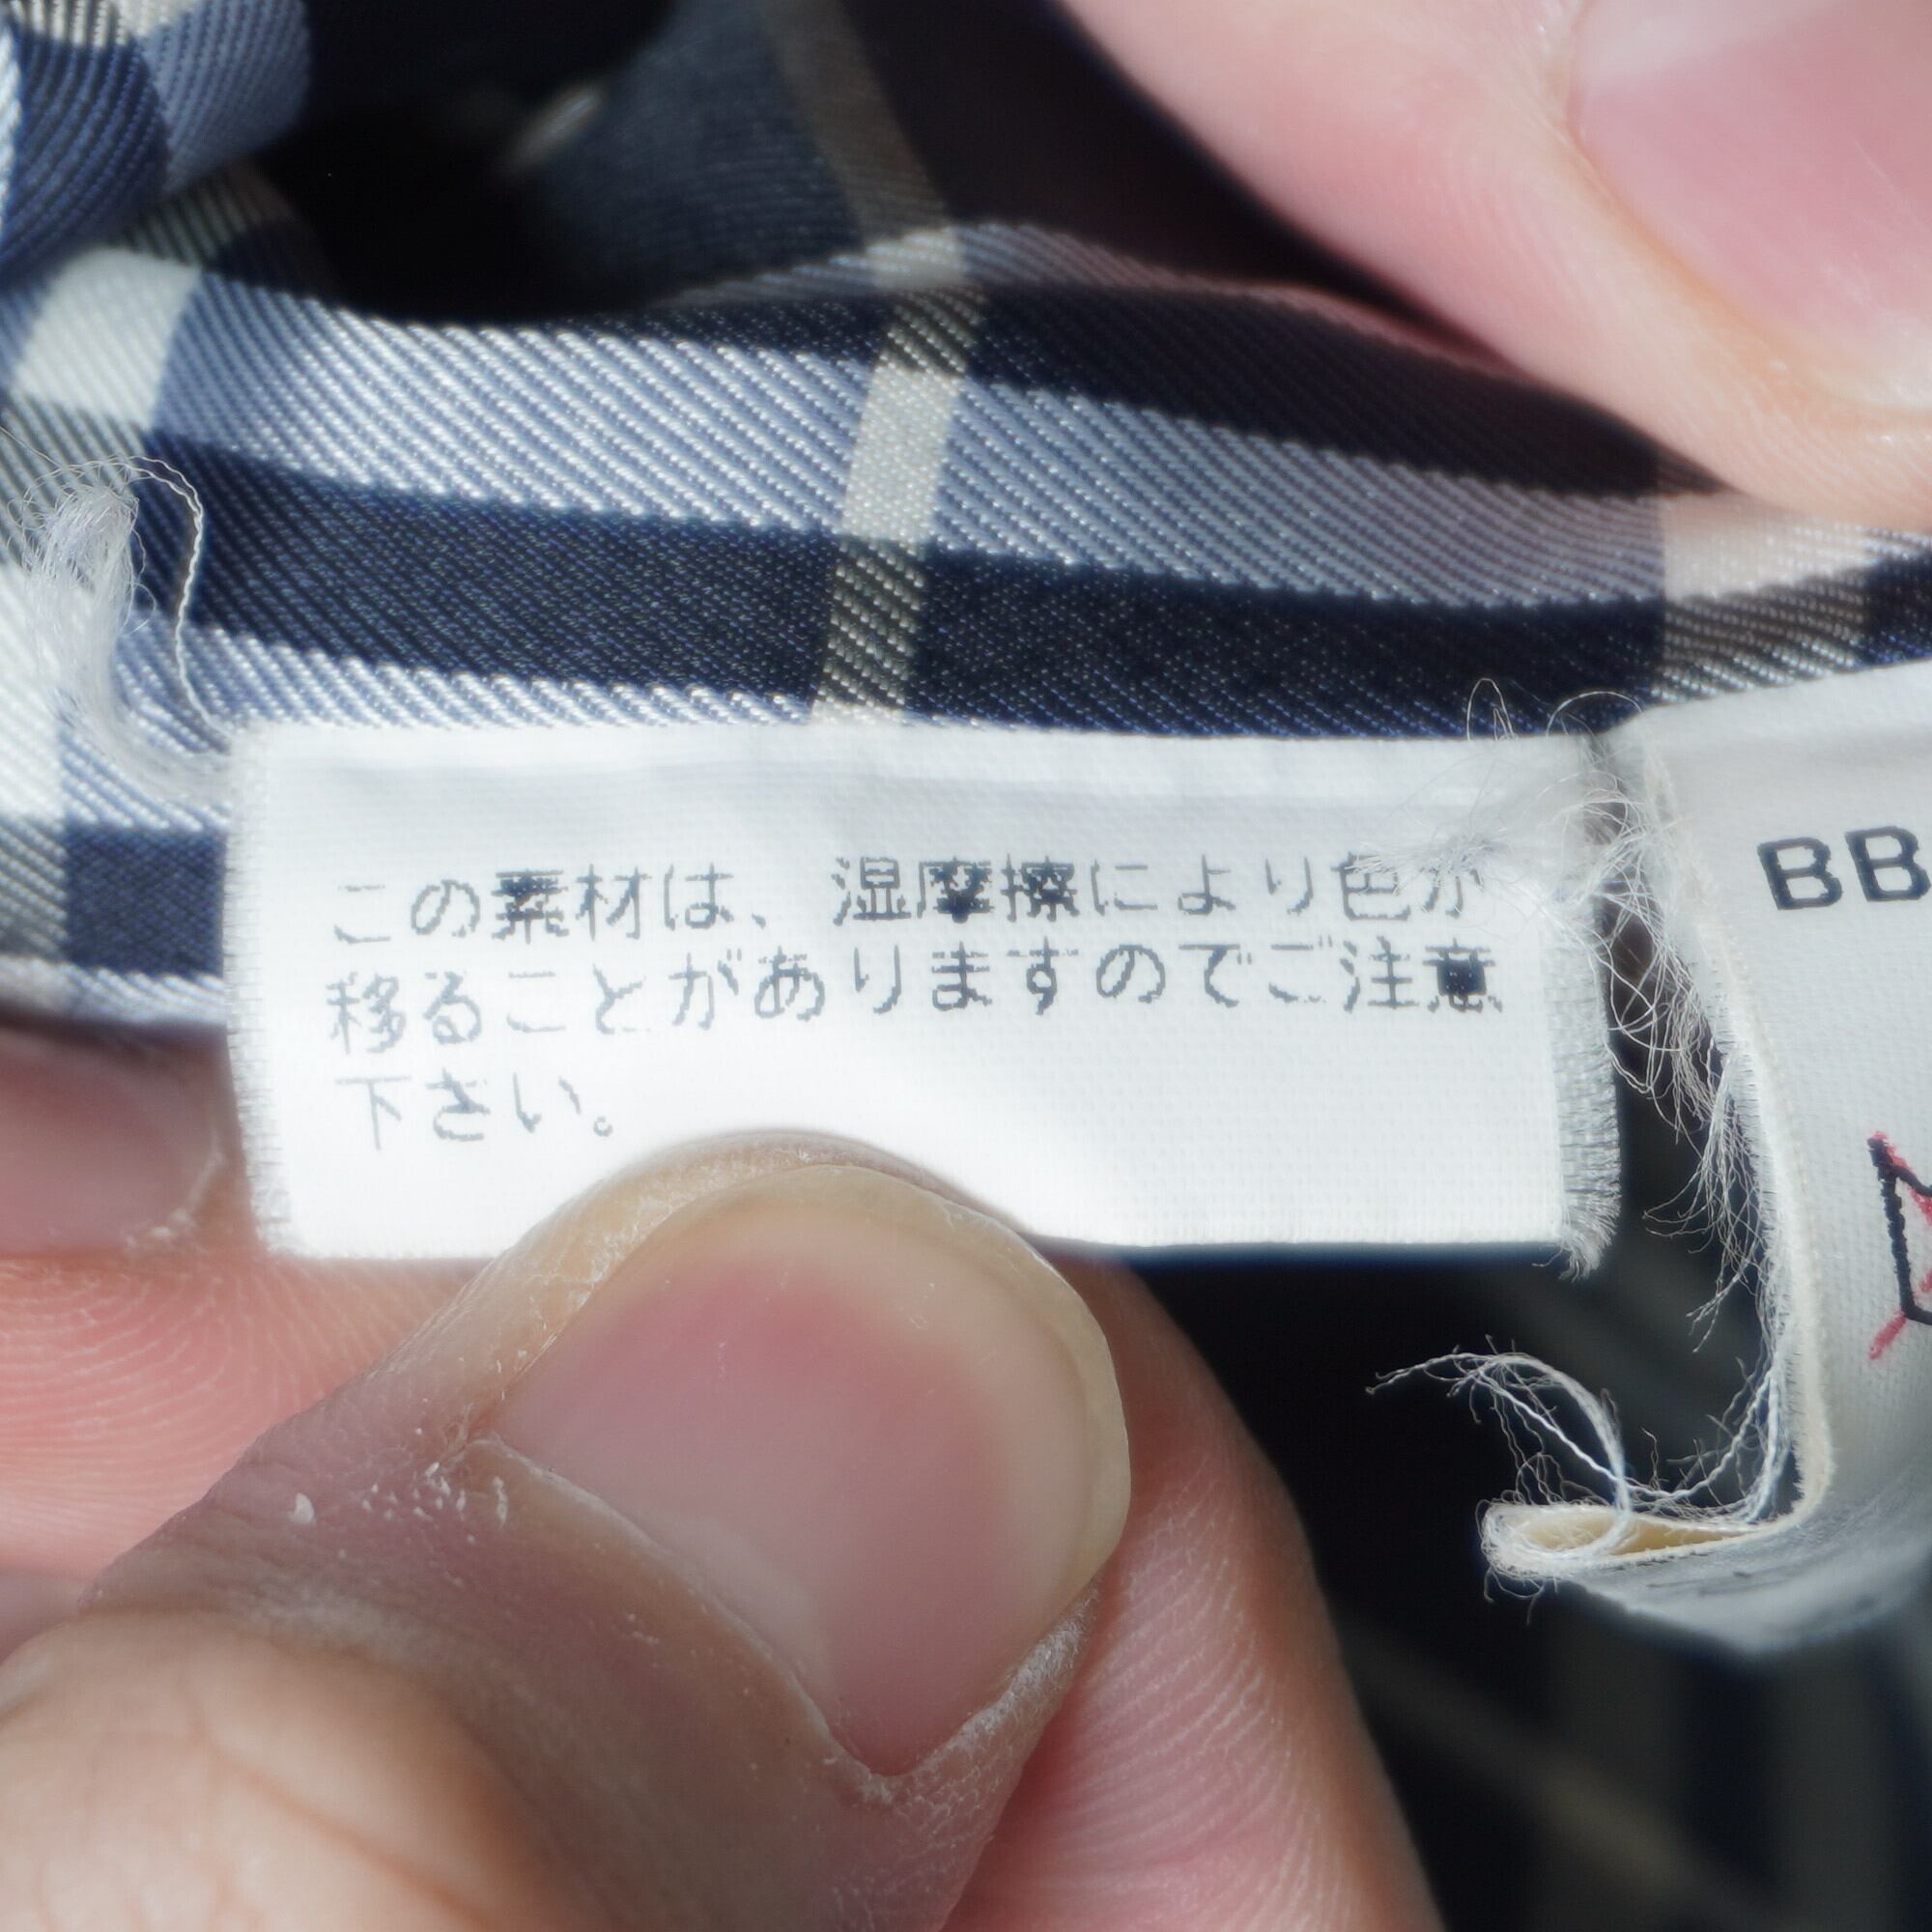 この素材は、湿摩擦により色が
移ることがありますのでご注意
下さい。
BB